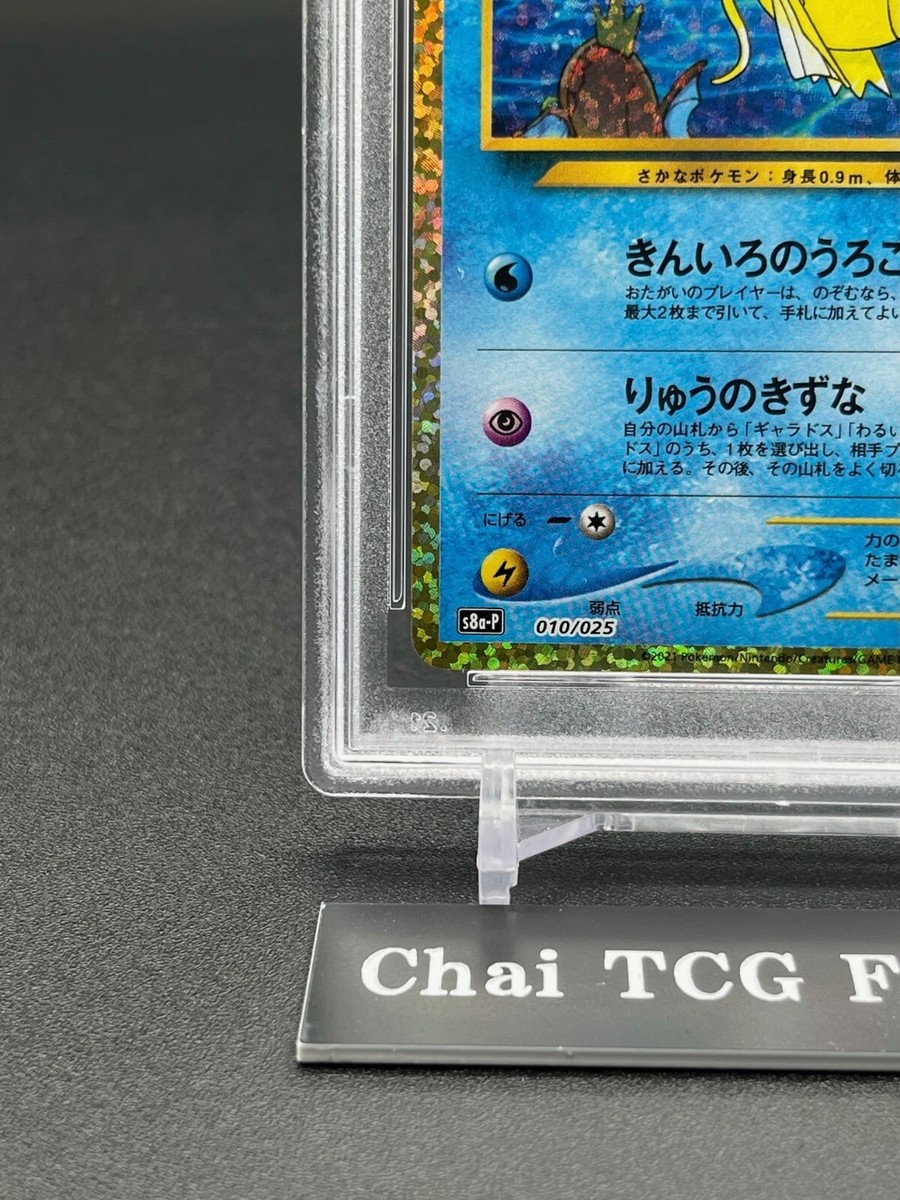 さかなポケモン：身長0.9m、体
きんいろのうろこ
おたがいのプレイヤーは、のぞむなら、
最大2枚まで引いて、手札に加えてよい
りゅうのきずな
自分の山札から「ギャラドス」「わるい
ドス」のうち、1枚を選び出し、相手プ
に加える。その後、その山札をよく切る
にげる
力の
たま
メー
弱点 抵抗力
s8a-P 010/025
©2021 Pokémon/Nintendo/Creatures/GAME
Chai TCG F